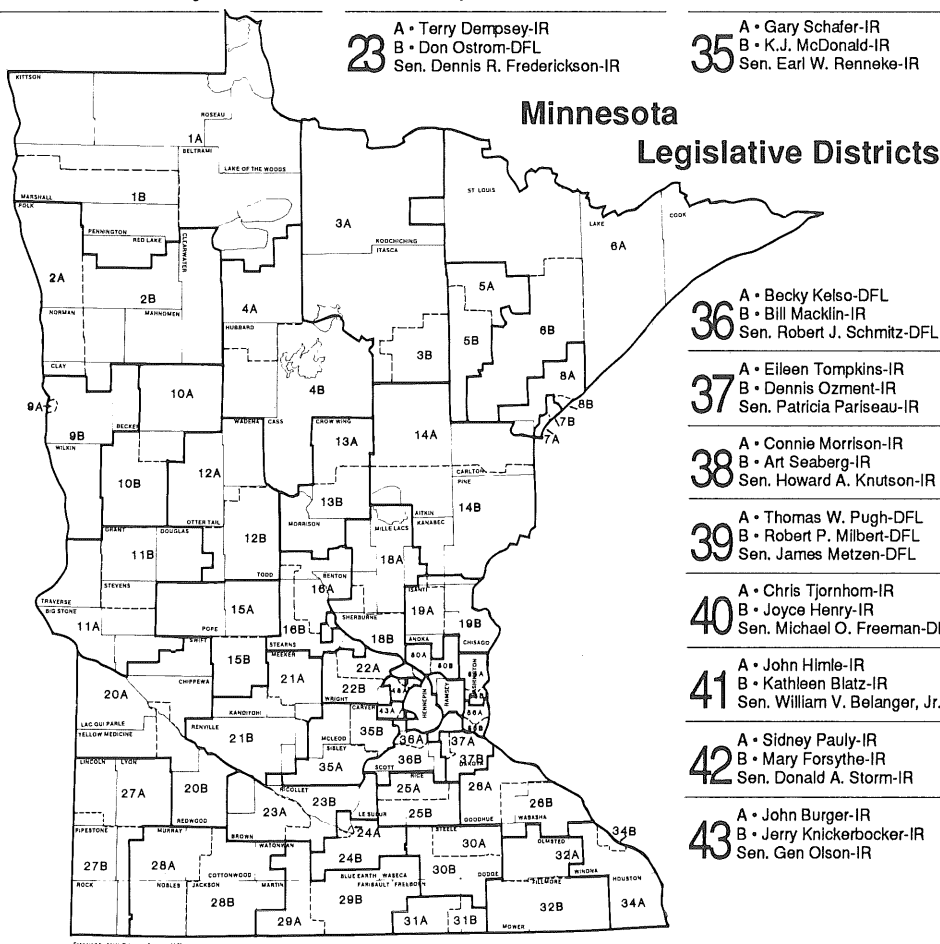 23
A • Terry Dempsey-IR
B • Don Ostrom-DFL
Sen. Dennis R. Frederickson-IR
35
A • Gary Schafer-IR
B • K.J. McDonald-IR
Sen. Earl W. Renneke-IR
Minnesota
Legislative Districts
36
A • Becky Kelso-DFL
B • Bill Macklin-IR
Sen. Robert J. Schmitz-DFL
37
A • Eileen Tompkins-IR
B • Dennis Ozment-IR
Sen. Patricia Pariseau-IR
38
A • Connie Morrison-IR
B • Art Seaberg-IR
Sen. Howard A. Knutson-IR
39
A • Thomas W. Pugh-DFL
B • Robert P. Milbert-DFL
Sen. James Metzen-DFL
40
A • Chris Tjornhom-IR
B • Joyce Henry-IR
Sen. Michael O. Freeman-D
41
A • John Himle-IR
B • Kathleen Blatz-IR
Sen. William V. Belanger, Jr.
42
A • Sidney Pauly-IR
B • Mary Forsythe-IR
Sen. Donald A. Storm-IR
43
A • John Burger-IR
B • Jerry Knickerbocker-IR
Sen. Gen Olson-IR
KITTSON
ROSEAU
1A
BELTRAMI
LAKE OF THE WOODS
MARSHALL
1B
POLK
PENNINGTON
RED LAKE
CLEARWATER
2A
2B
NORMAN
MAHNOMEN
3A
KOOCHICHING
ITASCA
ST LOUIS
LAKE
COOK
6A
4A
HUBBARD
5A
5B
6B
3B
8A
8B
7B
7A
CLAY
9A
9B
BECKER
10A
4B
WADENA
CASS
CROW WING
13A
14A
WILKIN
10B
12A
OTTER TAIL
13B
CARLTON
PINE
14B
AITKIN
KANABEC
MORRISON
MILLE LACS
GRANT
DOUGLAS
11B
12B
TODD
18A
STEVENS
BENTON
16A
ISANTI
19A
TRAVERSE
BIG STONE
11A
15A
POPE
16B
SHERBURNE
18B
19B
CHISAGO
ANOKA
SWIFT
STEARNS
15B
MEEKER
21A
22A
WRIGHT
22B
HENNEPIN
RAMSEY
WASHINGTON
20A
CHIPPEWA
KANDIYOHI
43A
CARVER
35B
LAC QUI PARLE
YELLOW MEDICINE
RENVILLE
21B
MCLEOD
SIBLEY
35A
36A
SCOTT
36B
37A
37B
DAKOTA
LINCOLN
LYON
27A
20B
REDWOOD
NICOLLET
23A
23B
BROWN
LE SUEUR
RICE
25A
25B
26A
GOODHUE
26B
WABASHA
24A
PIPESTONE
MURRAY
28A
COTTONWOOD
WATONWAN
24B
STEELE
30A
OLMSTED
32A
34B
27B
ROCK
NOBLES
JACKSON
28B
MARTIN
29A
BLUE EARTH
WASECA
FARIBAULT
FREEBORN
29B
30B
DODGE
WINONA
FILLMORE
HOUSTON
31A
31B
MOWER
32B
34A